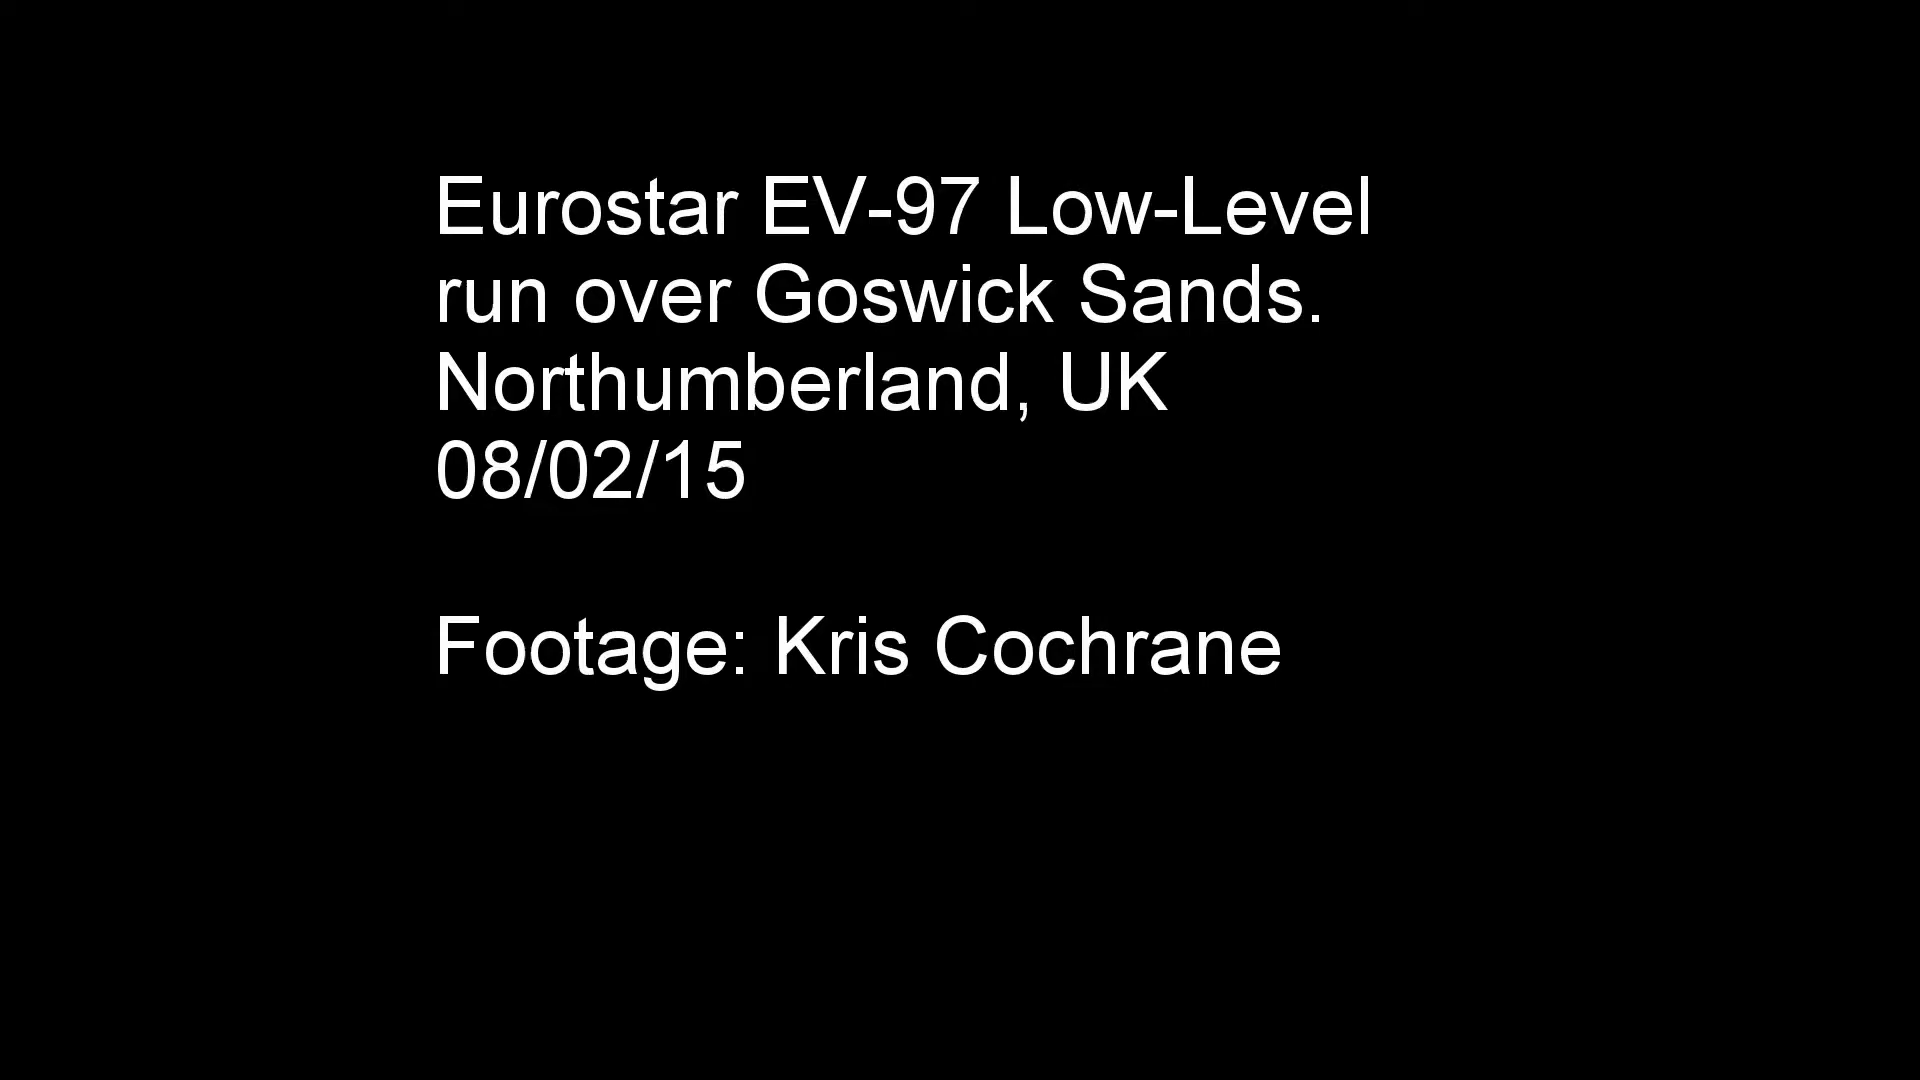 Eurostar EV-97 Low-Level
run over Goswick Sands.
Northumberland, UK
08/02/15
Footage: Kris Cochrane